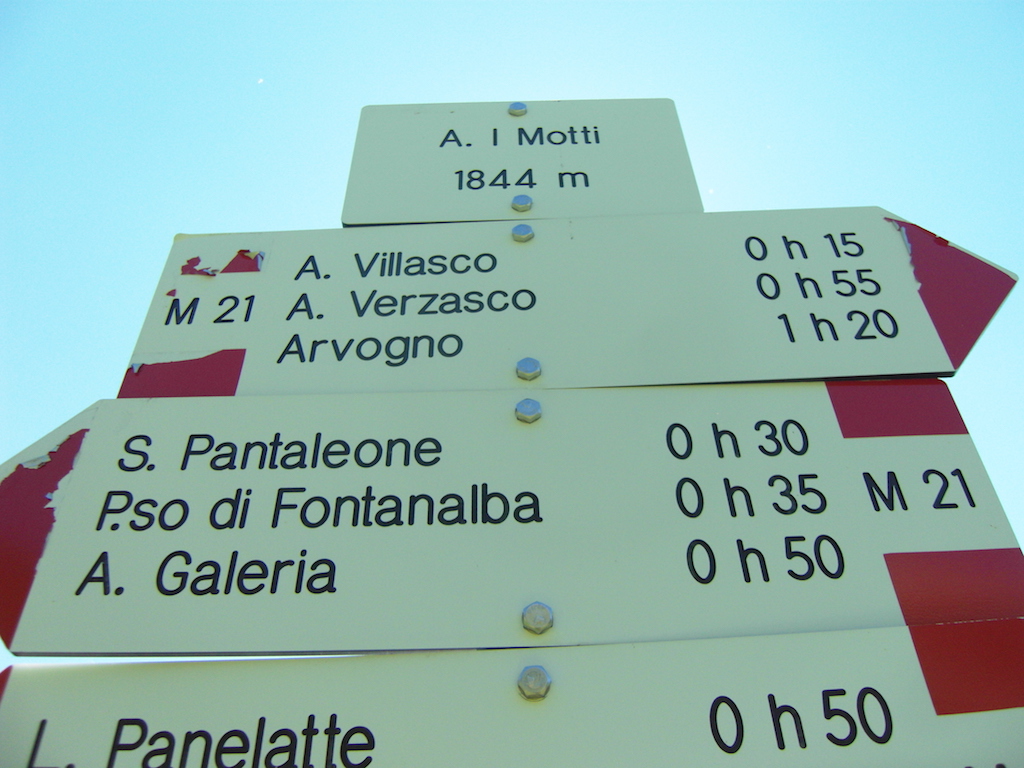 A. I Motti
1844 m
A. Villasco 0 h 15
M 21 A. Verzasco 0 h 55
Arvogno 1 h 20
S. Pantaleone 0 h 30
P.so di Fontanalba 0 h 35 M 21
A. Galeria 0 h 50
L. Panelatte 0 h 50